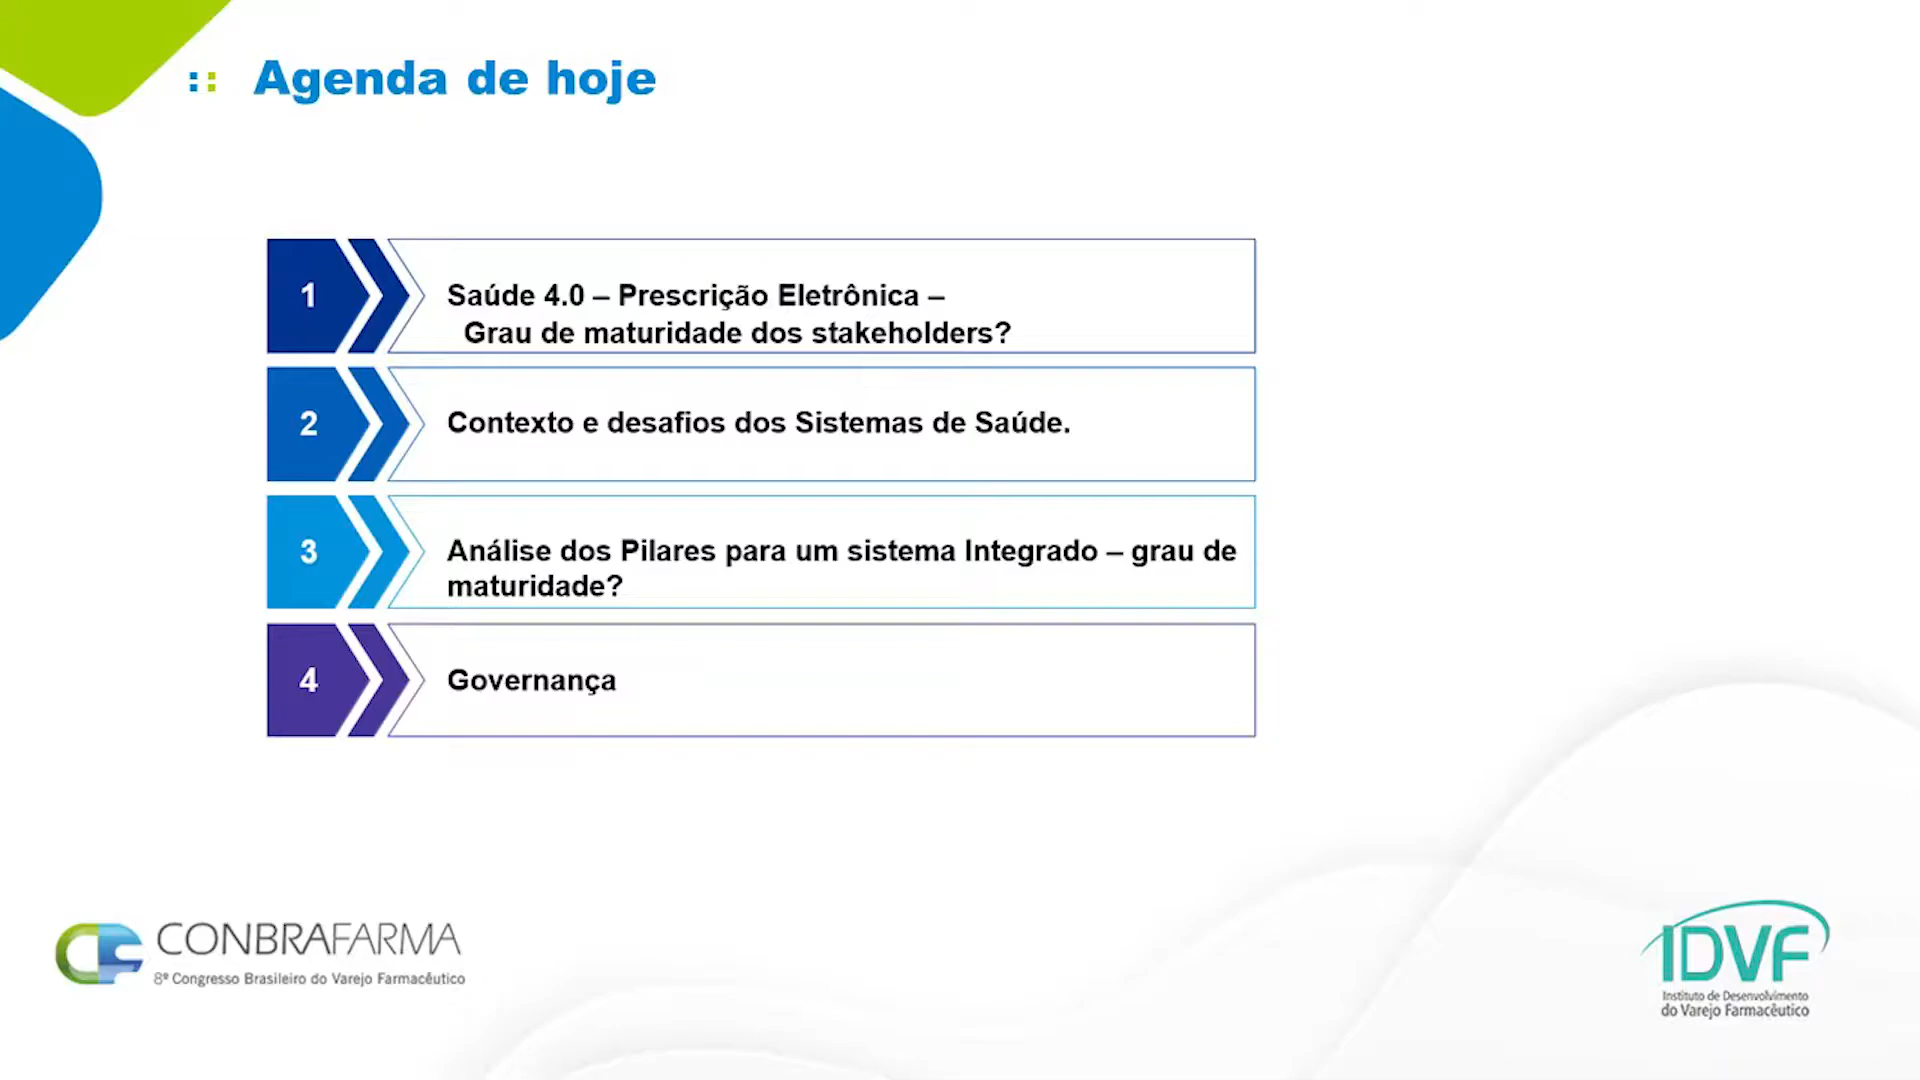 Agenda de hoje
1
Saúde 4.0 – Prescrição Eletrônica –
Grau de maturidade dos stakeholders?
2
Contexto e desafios dos Sistemas de Saúde.
3
Análise dos Pilares para um sistema Integrado – grau de
maturidade?
4
Governança
CONBRAFARMA
8º Congresso Brasileiro do Varejo Farmacêutico
IDVF
Instituto de Desenvolvimento
do Varejo Farmacêutico